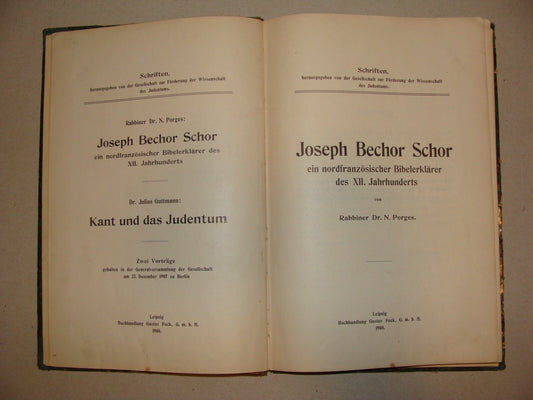 Schriften,
herausgegeben von der Gesellschaft zur Förderung der Wissenschaft
des Judentums.
Rabbiner Dr. N. Porges:
Joseph Bechor Schor
ein nordfranzösischer Bibelerklärer des
XII. Jahrhunderts
Dr. Julius Guttmann:
Kant und das Judentum
Zwei Vorträge
gehalten in der Generalversammlung der Gesellschaft
am 23. Dezember 1907 zu Berlin
Leipzig
Buchhandlung Gustav Fock, G. m. b. H.
1908.
Schriften,
herausgegeben von der Gesellschaft zur Förderung der Wissenschaft
des Judentums.
Joseph Bechor Schor
ein nordfranzösischer Bibelerklärer
des XII. Jahrhunderts
von
Rabbiner Dr. N. Porges.
Leipzig
Buchhandlung Gustav Fock, G. m. b. H.
1908.